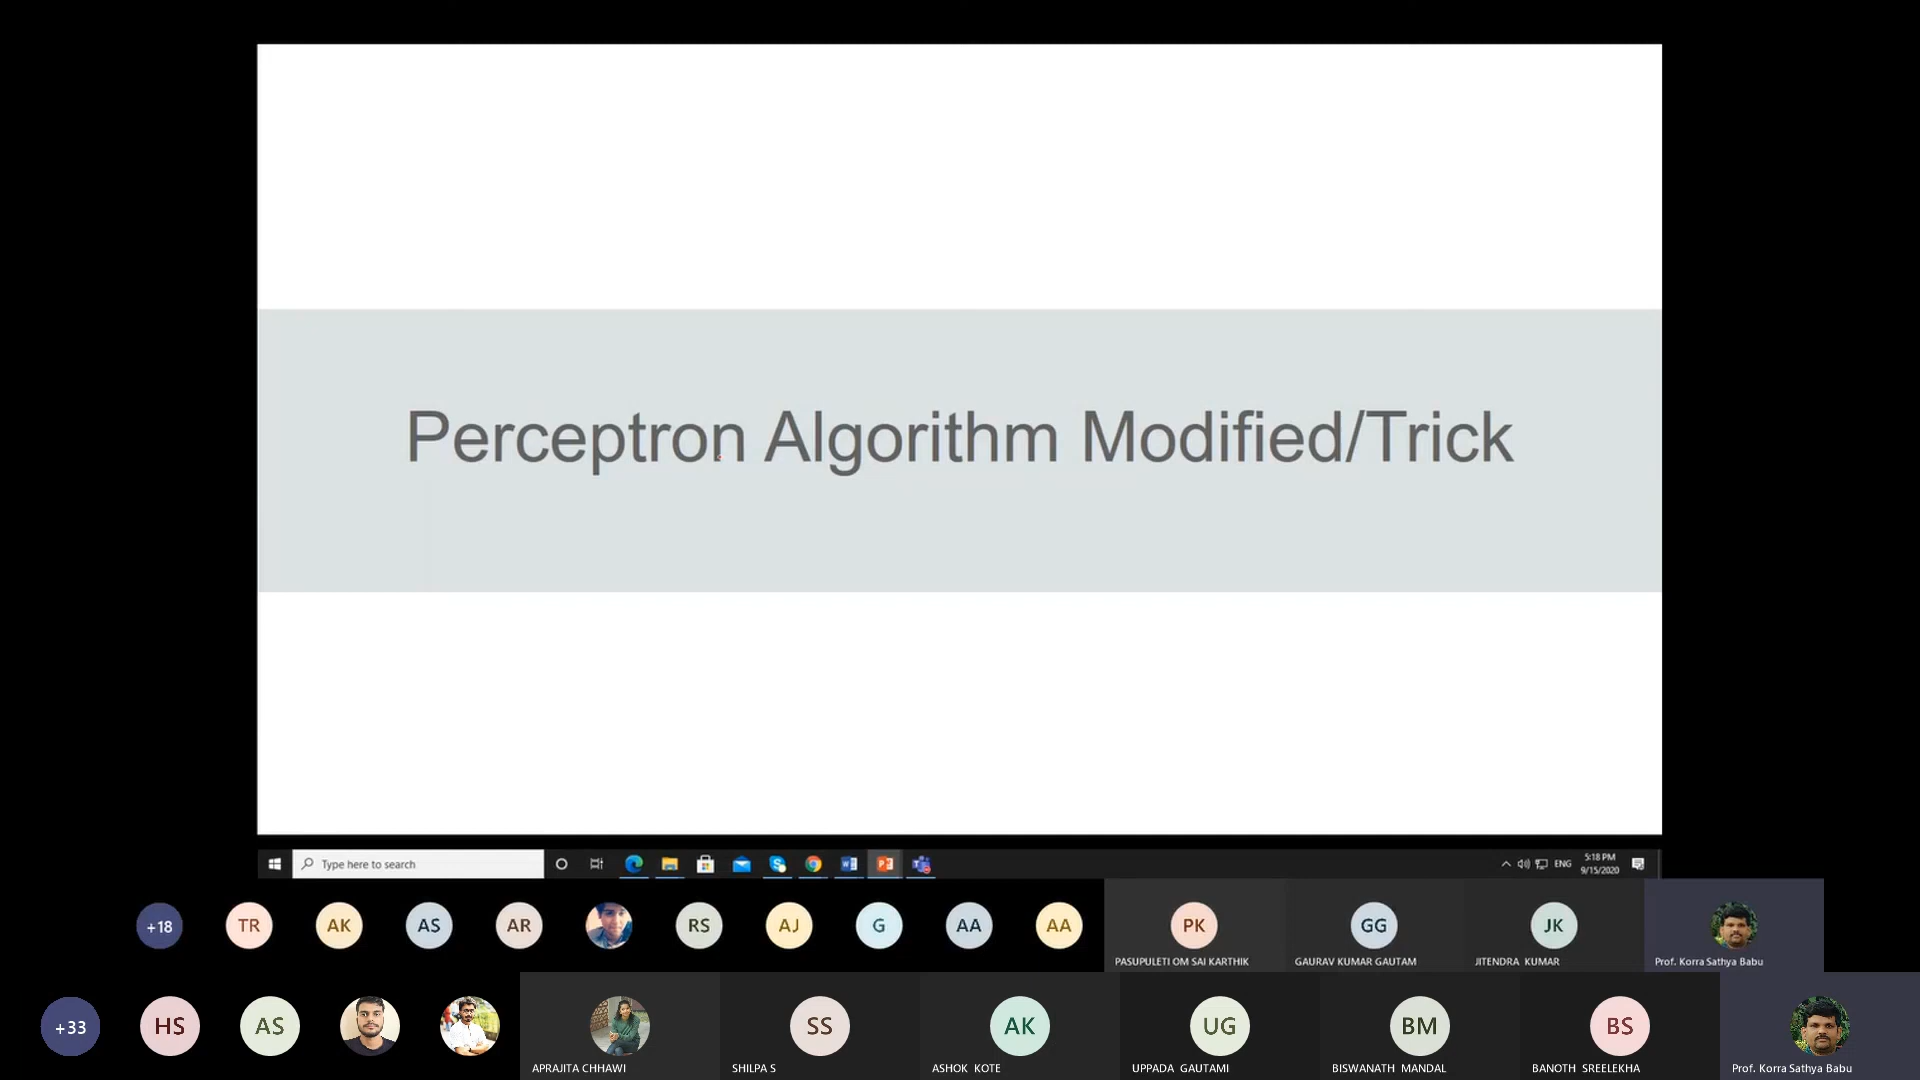 Perceptron Algorithm Modified/Trick
Type here to search
ENG
5:18 PM
9/15/2020
+18
TR
AK
AS
AR
RS
AJ
G
AA
AA
PK
GG
JK
PASUPULETI OM SAI KARTHIK
GAURAV KUMAR GAUTAM
JITENDRA KUMAR
Prof. Korra Sathya Babu
+33
HS
AS
SS
AK
UG
BM
BS
APRAJITA CHHAWI
SHILPA S
ASHOK KOTE
UPPADA GAUTAMI
BISWANATH MANDAL
BANOTH SREELEKHA
Prof. Korra Sathya Babu